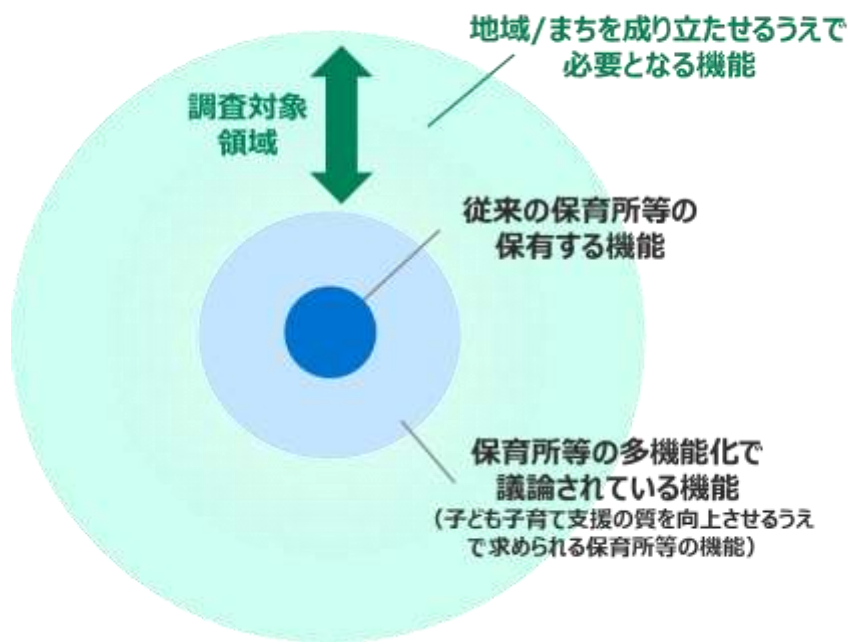 地域/まちを成り立たせるうえで
必要となる機能
調査対象
領域
従来の保育所等の
保有する機能
保育所等の多機能化で
議論されている機能
（子ども子育て支援の質を向上させるうえ
で求められる保育所等の機能）